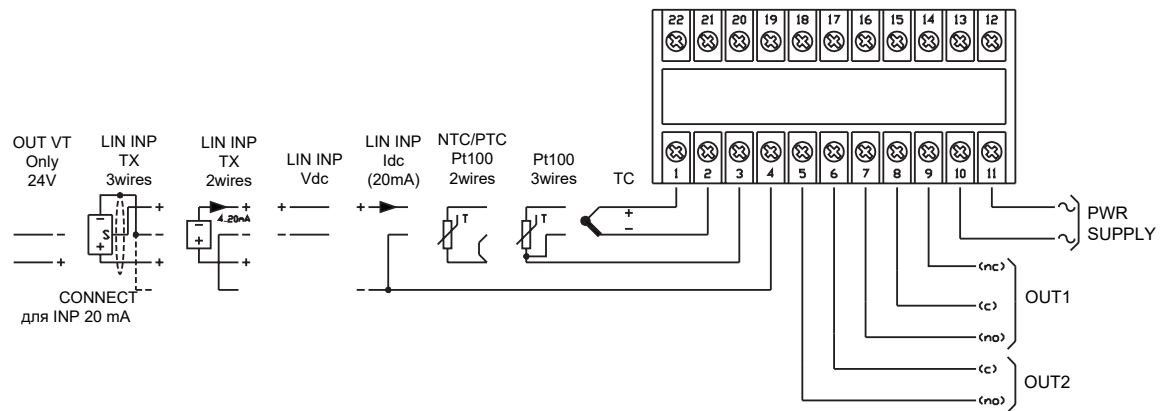 22 21 20 19 18 17 16 15 14 13 12
1 2 3 4 5 6 7 8 9 10 11
OUT VT
Only
24V
LIN INP
TX
3wires
LIN INP
TX
2wires
LIN INP
Vdc
LIN INP
Idc
(20mA)
NTC/PTC
Pt100
2wires
Pt100
3wires
TC
−
+
−
S
+
+
−
+
−
−
+
4..20mA
+
−
+
−
+
−
+
−
T
T
+
−
CONNECT
для INP 20 mA
PWR
SUPPLY
(nc)
(c)
(no)
OUT1
(c)
(no)
OUT2